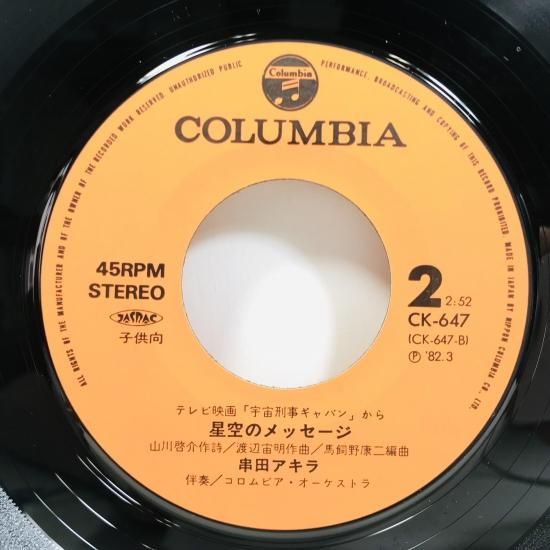 ALL RIGHTS OF THE MANUFACTURER AND OF THE OWNER OF THE RECORDED WORK RESERVED. UNAUTHORIZED PUBLIC PERFORMANCE, BROADCASTING AND COPYING OF THIS RECORD PROHIBITED MADE IN JAPAN BY NIPPON COLUMBIA CO., LTD.
Columbia
COLUMBIA
45RPM
STEREO
JASRAC
子供向
2 2:52
CK-647
(CK-647-B)
Ⓟ '82.3
テレビ映画「宇宙刑事ギャバン」から
星空のメッセージ
山川啓介作詩/渡辺宙明作曲/馬飼野康二編曲
串田アキラ
伴奏/コロムビア・オーケストラ